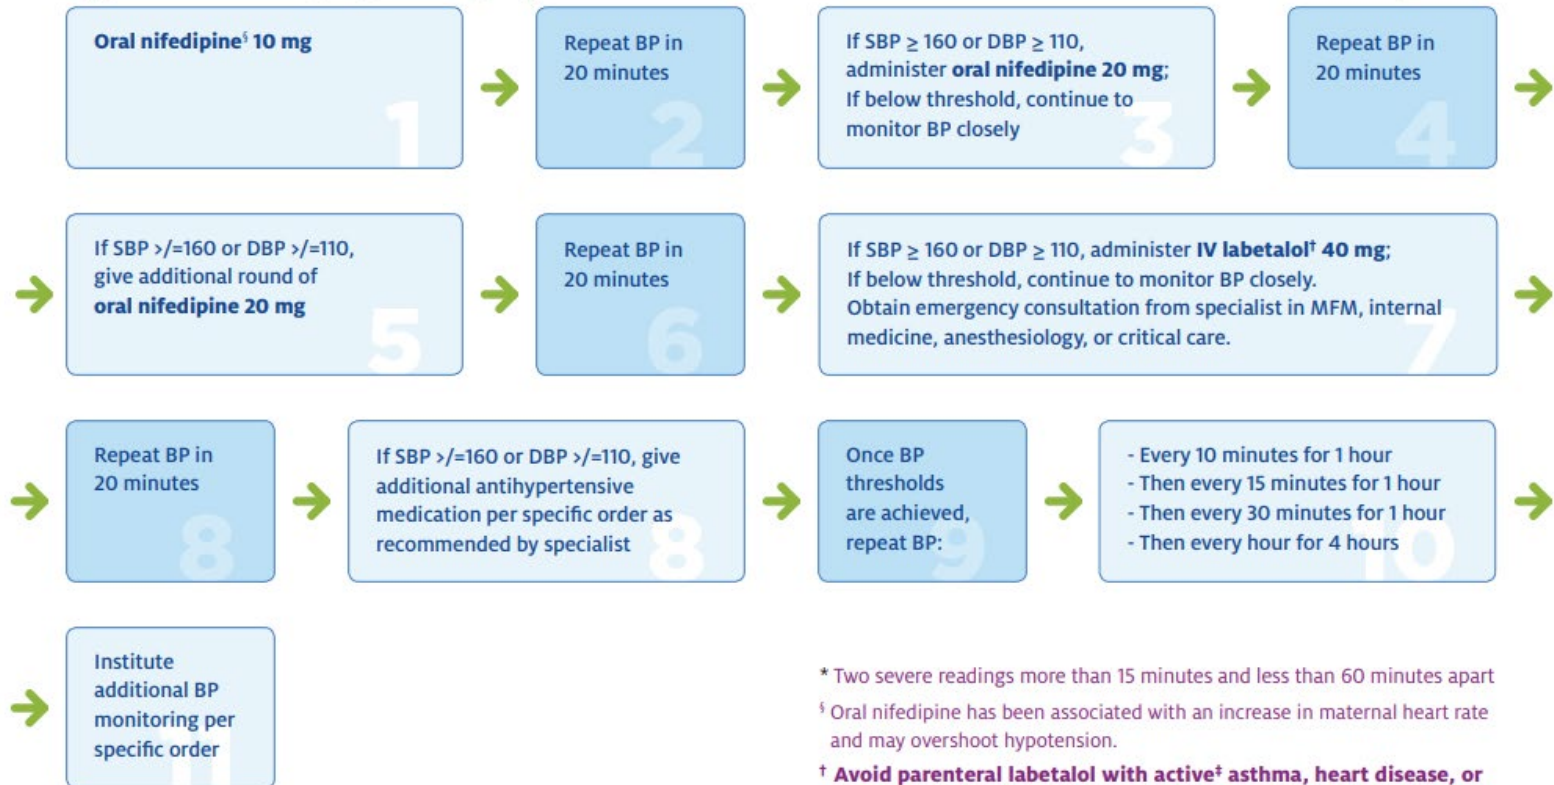 Oral nifedipine§ 10 mg
1
Repeat BP in
20 minutes
2
If SBP ≥ 160 or DBP ≥ 110,
administer oral nifedipine 20 mg;
If below threshold, continue to
monitor BP closely
3
Repeat BP in
20 minutes
4
If SBP >/=160 or DBP >/=110,
give additional round of
oral nifedipine 20 mg
5
Repeat BP in
20 minutes
6
If SBP ≥ 160 or DBP ≥ 110, administer IV labetalol† 40 mg;
If below threshold, continue to monitor BP closely.
Obtain emergency consultation from specialist in MFM, internal
medicine, anesthesiology, or critical care.
7
Repeat BP in
20 minutes
8
If SBP >/=160 or DBP >/=110, give
additional antihypertensive
medication per specific order as
recommended by specialist
8
Once BP
thresholds
are achieved,
repeat BP:
9
- Every 10 minutes for 1 hour
- Then every 15 minutes for 1 hour
- Then every 30 minutes for 1 hour
- Then every hour for 4 hours
10
Institute
additional BP
monitoring per
specific order
11
* Two severe readings more than 15 minutes and less than 60 minutes apart
§ Oral nifedipine has been associated with an increase in maternal heart rate
and may overshoot hypotension.
† Avoid parenteral labetalol with active‡ asthma, heart disease, or